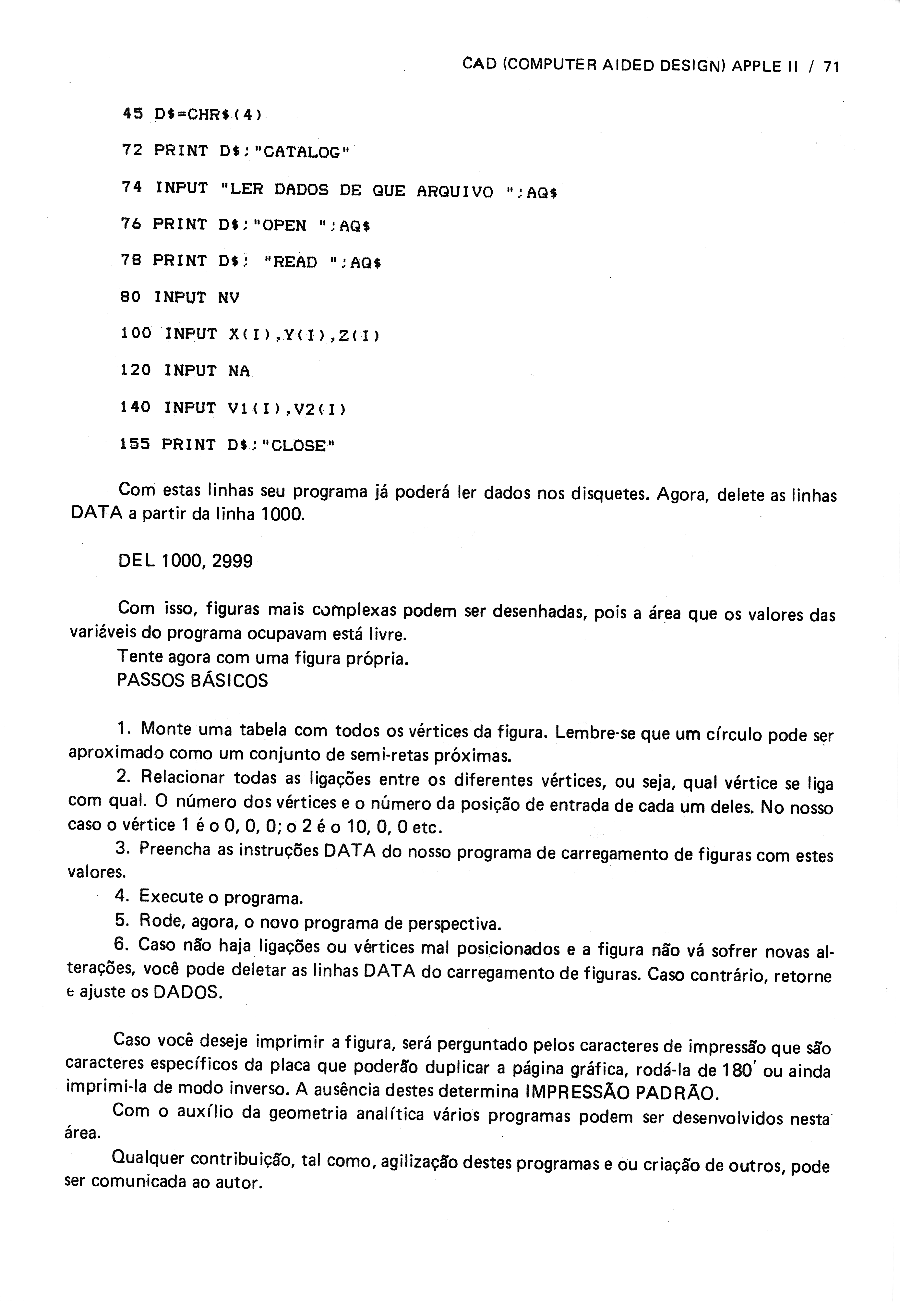 CAD (COMPUTER AIDED DESIGN) APPLE II / 71
45 D$=CHR$(4)
72 PRINT D$;"CATALOG"
74 INPUT "LER DADOS DE QUE ARQUIVO ";AQ$
76 PRINT D$;"OPEN ";AQ$
78 PRINT D$; "READ ";AQ$
80 INPUT NV
100 INPUT X(I),Y(I),Z(I)
120 INPUT NA
140 INPUT V1(I),V2(I)
155 PRINT D$;"CLOSE"
Com estas linhas seu programa já poderá ler dados nos disquetes. Agora, delete as linhas
DATA a partir da linha 1000.
DEL 1000, 2999
Com isso, figuras mais complexas podem ser desenhadas, pois a área que os valores das
variáveis do programa ocupavam está livre.
Tente agora com uma figura própria.
PASSOS BÁSICOS
1. Monte uma tabela com todos os vértices da figura. Lembre-se que um círculo pode ser
aproximado como um conjunto de semi-retas próximas.
2. Relacionar todas as ligações entre os diferentes vértices, ou seja, qual vértice se liga
com qual. O número dos vértices e o número da posição de entrada de cada um deles. No nosso
caso o vértice 1 é o 0, 0, 0; o 2 é o 10, 0, 0 etc.
3. Preencha as instruções DATA do nosso programa de carregamento de figuras com estes
valores.
4. Execute o programa.
5. Rode, agora, o novo programa de perspectiva.
6. Caso não haja ligações ou vértices mal posicionados e a figura não vá sofrer novas al-
terações, você pode deletar as linhas DATA do carregamento de figuras. Caso contrário, retorne
e ajuste os DADOS.
Caso você deseje imprimir a figura, será perguntado pelos caracteres de impressão que são
caracteres específicos da placa que poderão duplicar a página gráfica, rodá-la de 180' ou ainda
imprimi-la de modo inverso. A ausência destes determina IMPRESSÃO PADRÃO.
Com o auxílio da geometria analítica vários programas podem ser desenvolvidos nesta
área.
Qualquer contribuição, tal como, agilização destes programas e ou criação de outros, pode
ser comunicada ao autor.